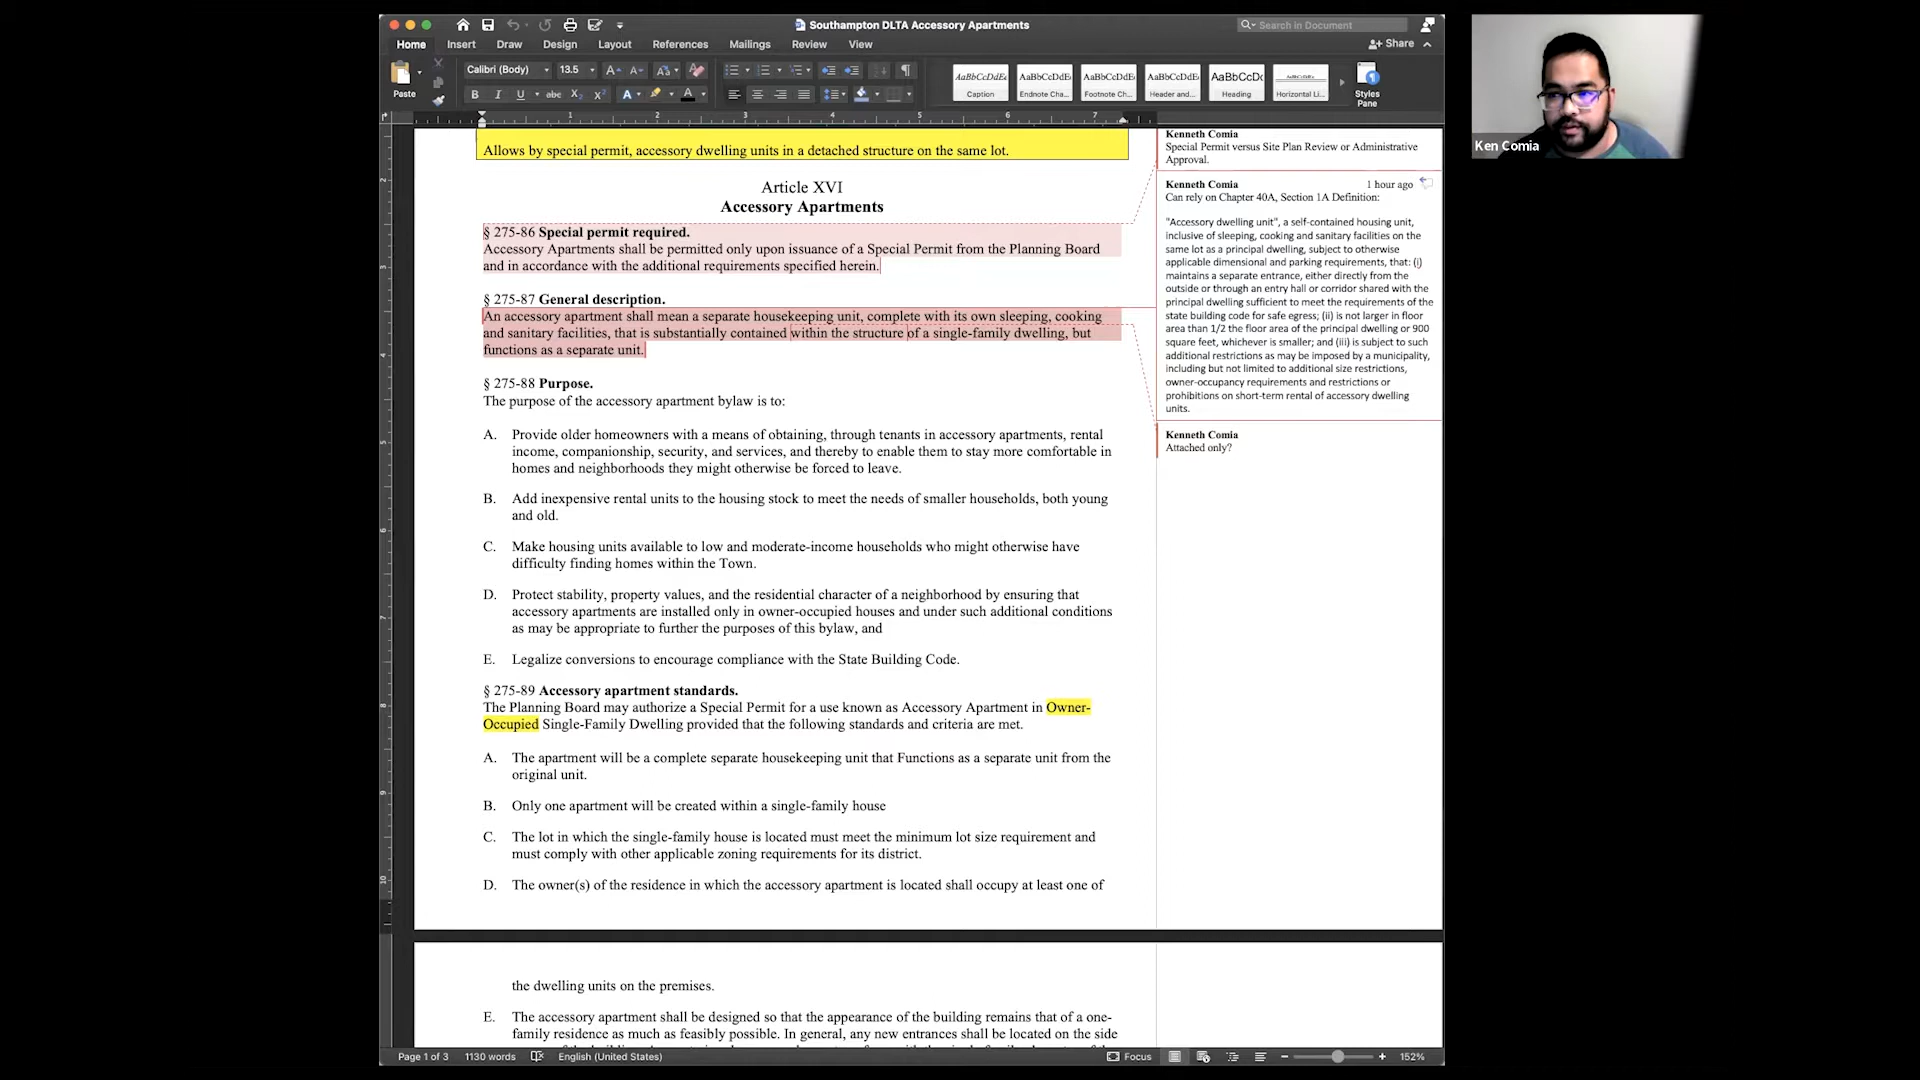 Southampton DLTA Accessory Apartments
Search in Document
Home Insert Draw Design Layout References Mailings Review View
Share
Paste
Calibri (Body) 13.5
AaBbCcDdEe AaBbCcDdE AaBbCcDdE AaBbCcDdE AaBbCcDc
Caption Endnote Cha... Footnote Ch... Header and... Heading Horizontal Li... Styles Pane
Allows by special permit, accessory dwelling units in a detached structure on the same lot.
Article XVI
Accessory Apartments
§ 275-86 Special permit required.
Accessory Apartments shall be permitted only upon issuance of a Special Permit from the Planning Board
and in accordance with the additional requirements specified herein.
§ 275-87 General description.
An accessory apartment shall mean a separate housekeeping unit, complete with its own sleeping, cooking
and sanitary facilities, that is substantially contained within the structure of a single-family dwelling, but
functions as a separate unit.
§ 275-88 Purpose.
The purpose of the accessory apartment bylaw is to:
A. Provide older homeowners with a means of obtaining, through tenants in accessory apartments, rental
income, companionship, security, and services, and thereby to enable them to stay more comfortable in
homes and neighborhoods they might otherwise be forced to leave.
B. Add inexpensive rental units to the housing stock to meet the needs of smaller households, both young
and old.
C. Make housing units available to low and moderate-income households who might otherwise have
difficulty finding homes within the Town.
D. Protect stability, property values, and the residential character of a neighborhood by ensuring that
accessory apartments are installed only in owner-occupied houses and under such additional conditions
as may be appropriate to further the purposes of this bylaw, and
E. Legalize conversions to encourage compliance with the State Building Code.
§ 275-89 Accessory apartment standards.
The Planning Board may authorize a Special Permit for a use known as Accessory Apartment in Owner-
Occupied Single-Family Dwelling provided that the following standards and criteria are met.
A. The apartment will be a complete separate housekeeping unit that Functions as a separate unit from the
original unit.
B. Only one apartment will be created within a single-family house
C. The lot in which the single-family house is located must meet the minimum lot size requirement and
must comply with other applicable zoning requirements for its district.
D. The owner(s) of the residence in which the accessory apartment is located shall occupy at least one of
the dwelling units on the premises.
E. The accessory apartment shall be designed so that the appearance of the building remains that of a one-
family residence as much as feasibly possible. In general, any new entrances shall be located on the side
Kenneth Comia
Special Permit versus Site Plan Review or Administrative
Approval.
Kenneth Comia 1 hour ago
Can rely on Chapter 40A, Section 1A Definition:
"Accessory dwelling unit", a self-contained housing unit,
inclusive of sleeping, cooking and sanitary facilities on the
same lot as a principal dwelling, subject to otherwise
applicable dimensional and parking requirements, that: (i)
maintains a separate entrance, either directly from the
outside or through an entry hall or corridor shared with the
principal dwelling sufficient to meet the requirements of the
state building code for safe egress; (ii) is not larger in floor
area than 1/2 the floor area of the principal dwelling or 900
square feet, whichever is smaller; and (iii) is subject to such
additional restrictions as may be imposed by a municipality,
including but not limited to additional size restrictions,
owner-occupancy requirements and restrictions or
prohibitions on short-term rental of accessory dwelling
units.
Kenneth Comia
Attached only?
Page 1 of 3 1130 words English (United States) Focus 152%
Ken Comia